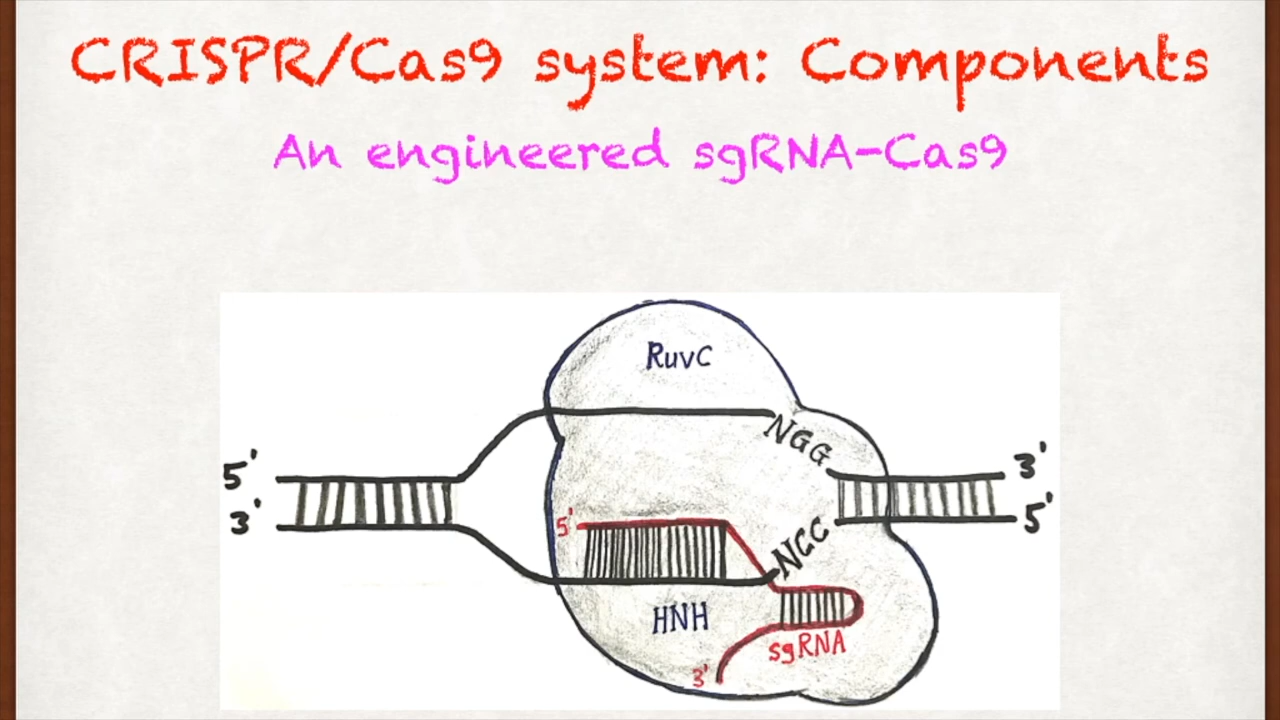 CRISPR/Cas9 system: Components
An engineered sgRNA-Cas9
RuvC
NGG
5'
3'
3'
5'
5'
NCC
HNH
sgRNA
3'